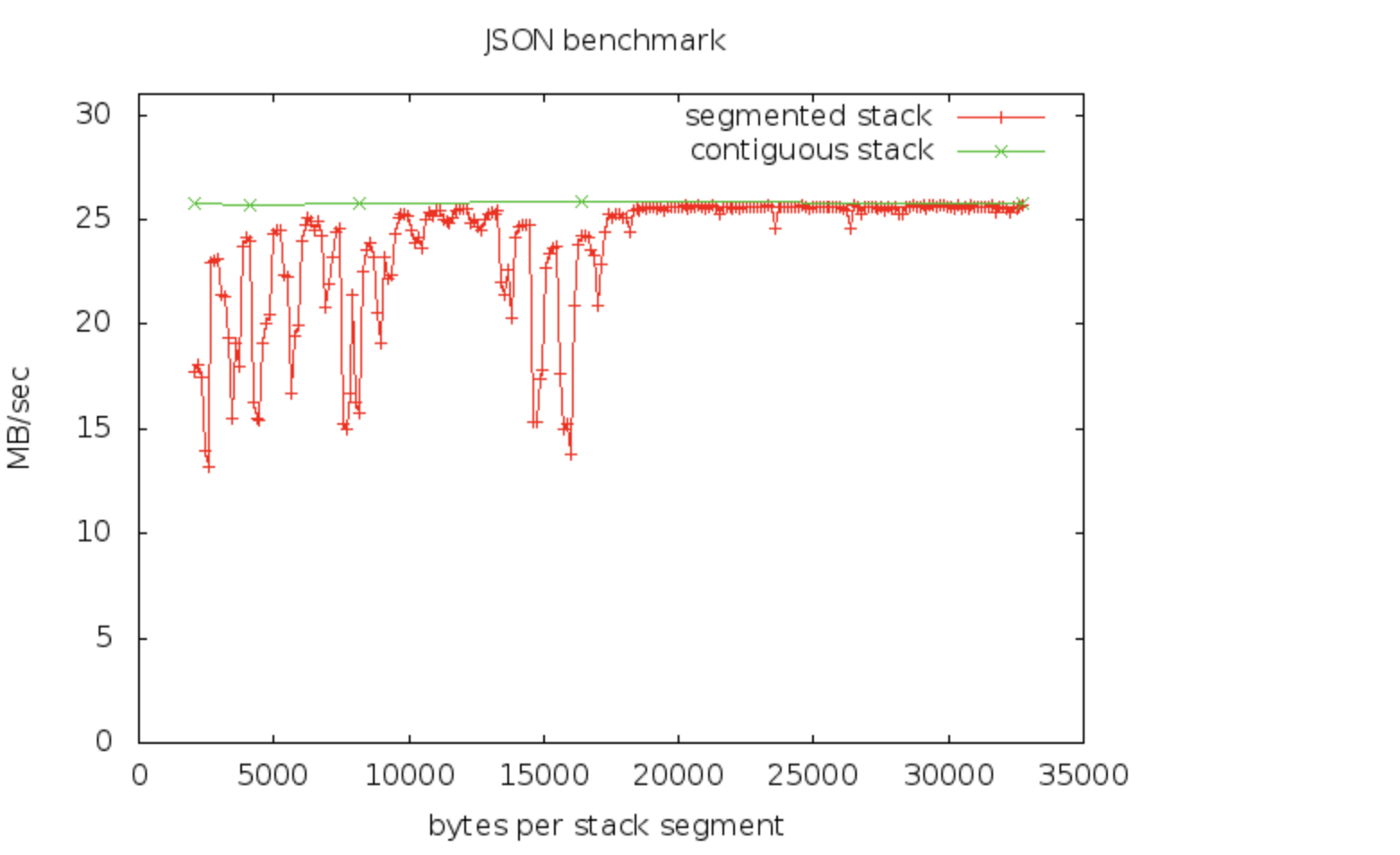 JSON benchmark
30
25
20
15
10
5
0
MB/sec
segmented stack
contiguous stack
0 5000 10000 15000 20000 25000 30000 35000
bytes per stack segment